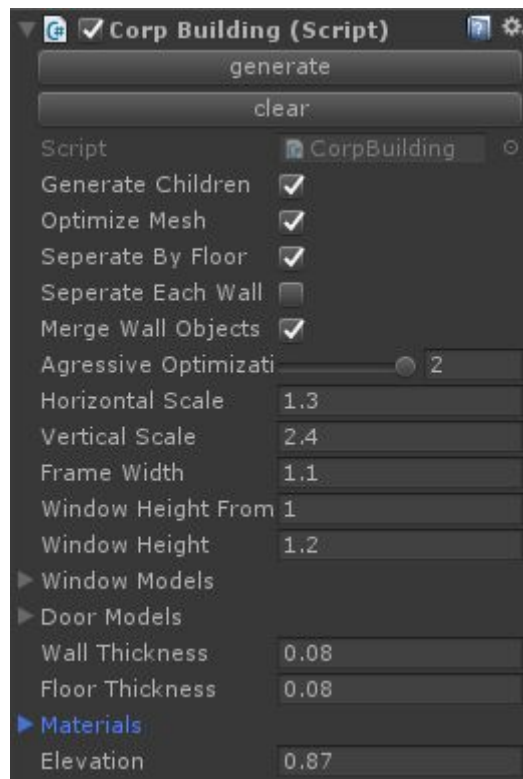 Corp Building (Script)
generate
clear
Script CorpBuilding
Generate Children
Optimize Mesh
Seperate By Floor
Seperate Each Wall
Merge Wall Objects
Agressive Optimizati 2
Horizontal Scale 1.3
Vertical Scale 2.4
Frame Width 1.1
Window Height From 1
Window Height 1.2
Window Models
Door Models
Wall Thickness 0.08
Floor Thickness 0.08
Materials
Elevation 0.87